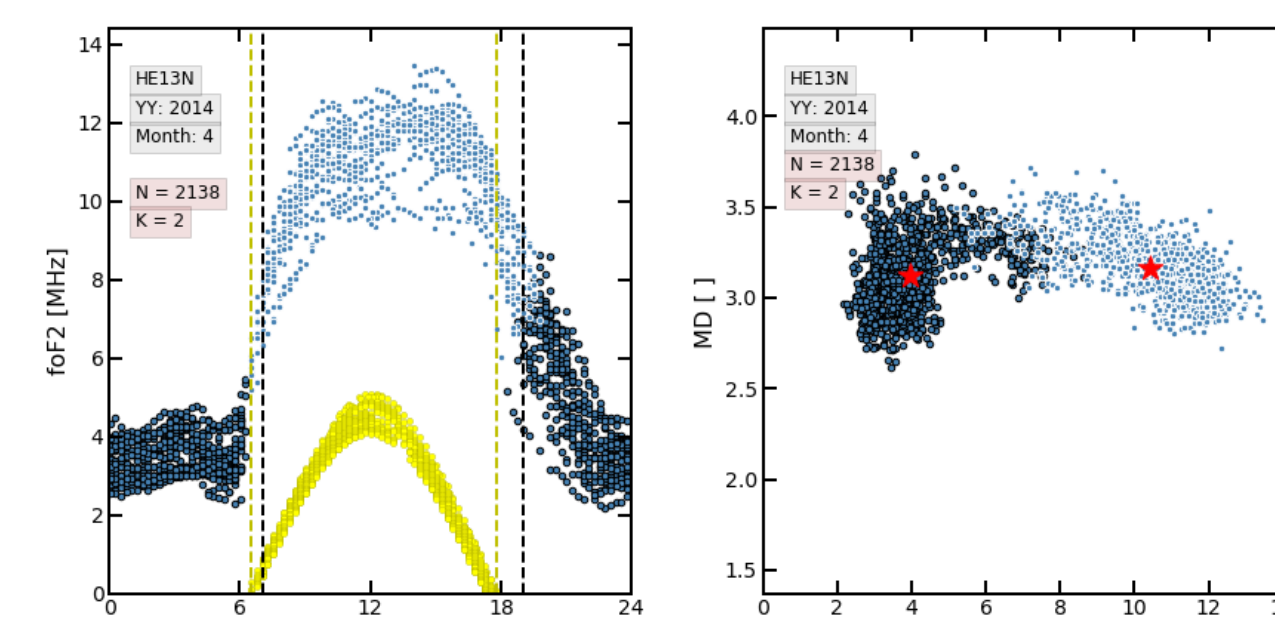 14
12
10
8
6
4
2
0
foF2 [MHz]
HE13N
YY: 2014
Month: 4
N = 2138
K = 2
0 6 12 18 24
4.0
3.5
3.0
2.5
2.0
1.5
MD [ ]
HE13N
YY: 2014
Month: 4
N = 2138
K = 2
0 2 4 6 8 10 12